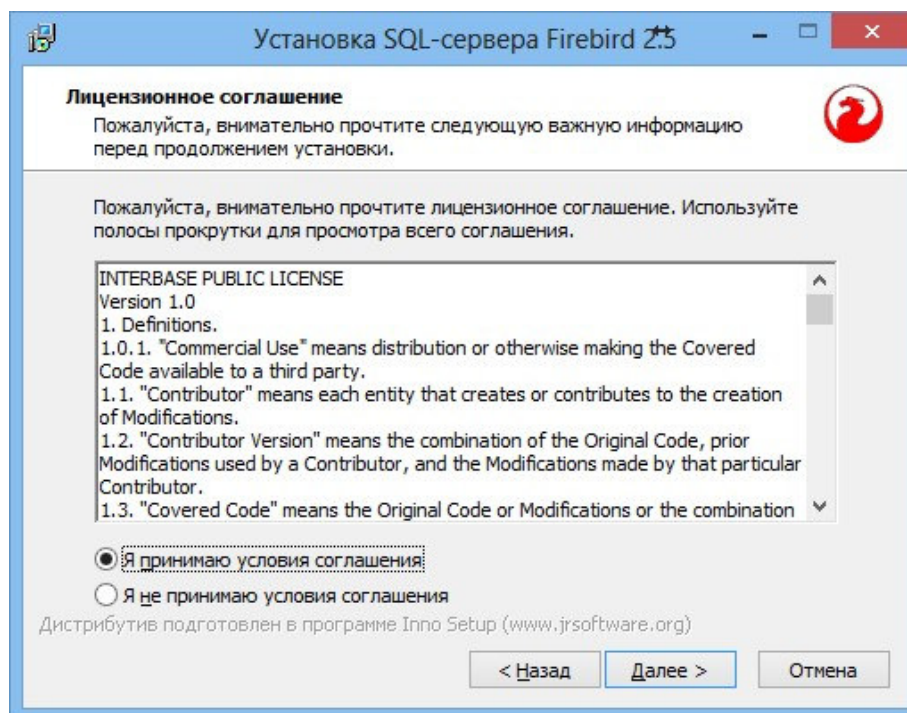 Установка SQL-сервера Firebird 2.5
Лицензионное соглашение
Пожалуйста, внимательно прочтите следующую важную информацию
перед продолжением установки.
Пожалуйста, внимательно прочтите лицензионное соглашение. Используйте
полосы прокрутки для просмотра всего соглашения.
INTERBASE PUBLIC LICENSE
Version 1.0
1. Definitions.
1.0.1. "Commercial Use" means distribution or otherwise making the Covered
Code available to a third party.
1.1. "Contributor" means each entity that creates or contributes to the creation
of Modifications.
1.2. "Contributor Version" means the combination of the Original Code, prior
Modifications used by a Contributor, and the Modifications made by that particular
Contributor.
1.3. "Covered Code" means the Original Code or Modifications or the combination
Я принимаю условия соглашения
Я не принимаю условия соглашения
Дистрибутив подготовлен в программе Inno Setup (www.jrsoftware.org)
< Назад Далее > Отмена